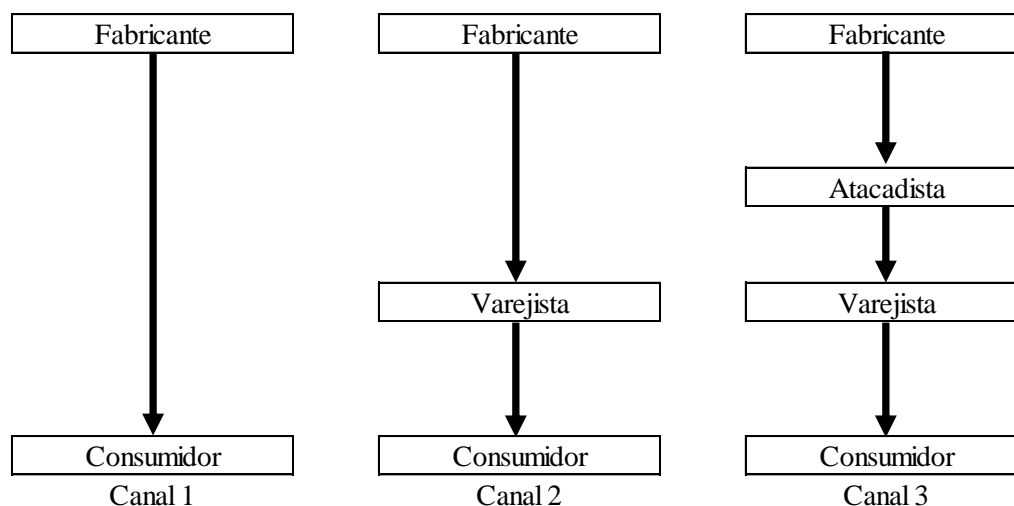 Fabricante
Fabricante
Fabricante
Atacadista
Varejista
Varejista
Consumidor
Consumidor
Consumidor
Canal 1
Canal 2
Canal 3